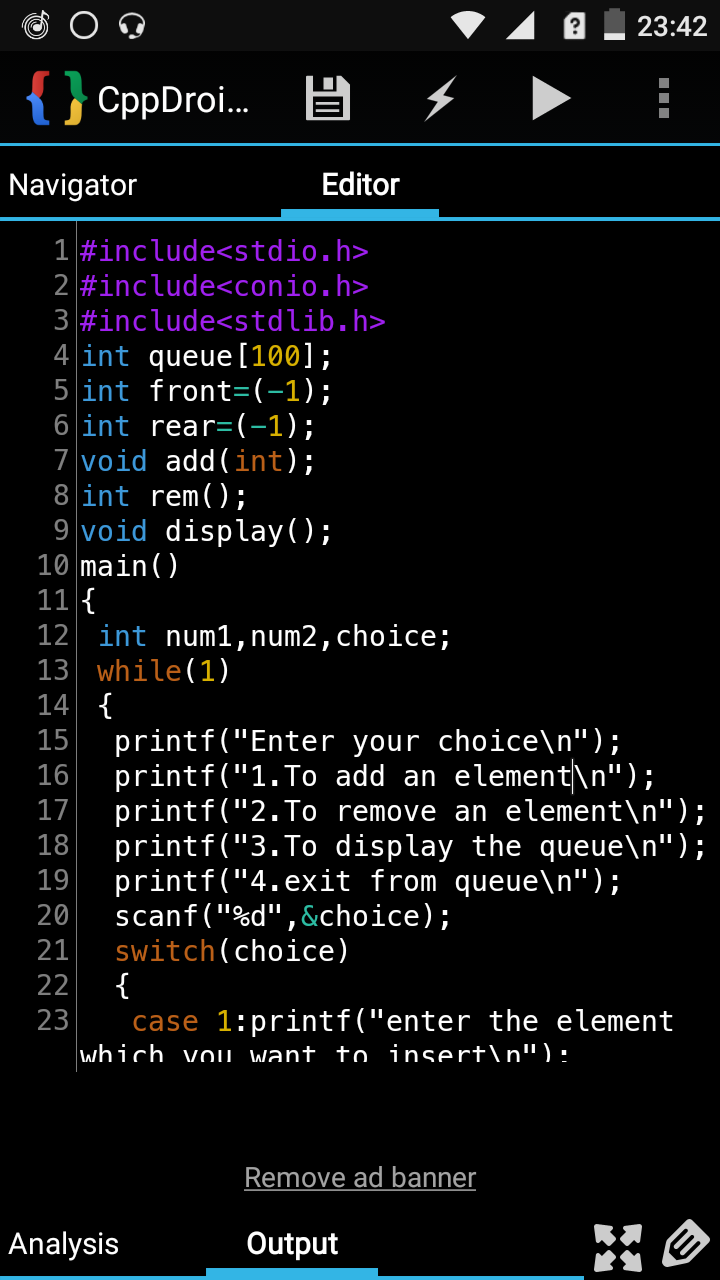 23:42
CppDroi...
Navigator
Editor
1 #include<stdio.h>
2 #include<conio.h>
3 #include<stdlib.h>
4 int queue[100];
5 int front=(-1);
6 int rear=(-1);
7 void add(int);
8 int rem();
9 void display();
10 main()
11 {
12 int num1,num2,choice;
13 while(1)
14 {
15 printf("Enter your choice\n");
16 printf("1.To add an element\n");
17 printf("2.To remove an element\n");
18 printf("3.To display the queue\n");
19 printf("4.exit from queue\n");
20 scanf("%d",&choice);
21 switch(choice)
22 {
23 case 1:printf("enter the element
which you want to insert\n");
Remove ad banner
Analysis
Output